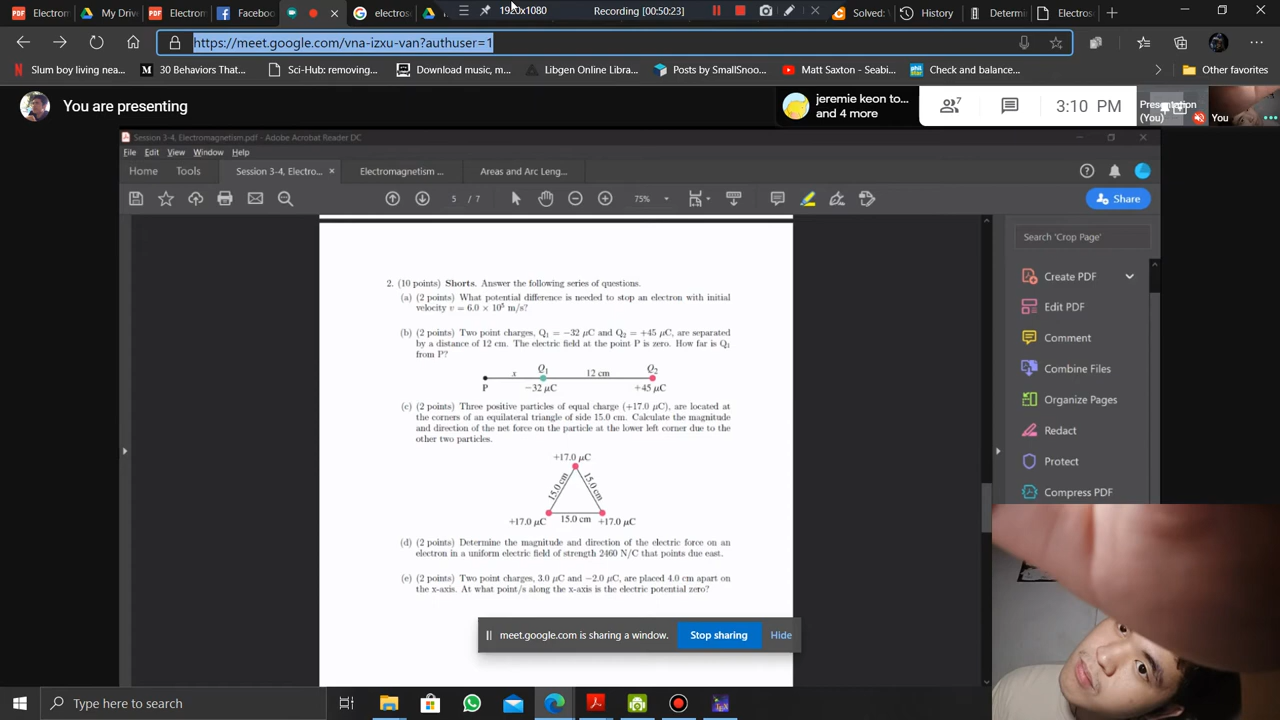 Electron
My Drive
Electron
Facebook
electros
1920x1080
Recording [00:50:23]
Solved:
History
Determi
Electros
https://meet.google.com/vna-izxu-van?authuser=1
Slum boy living nea...
30 Behaviors That...
Sci-Hub: removing...
Download music, m...
Libgen Online Libra...
Posts by SmallSnoo...
Matt Saxton - Seabi...
Check and balance...
Other favorites
You are presenting
jeremie keon to...
and 4 more
7
3:10 PM
Presentation
(You)
You
Session 3-4, Electromagnetism.pdf - Adobe Acrobat Reader DC
File Edit View Window Help
Home Tools Session 3-4, Electro... × Electromagnetism ... Areas and Arc Leng...
5 / 7 75%
Share
Search 'Crop Page'
Create PDF
Edit PDF
Comment
Combine Files
Organize Pages
Redact
Protect
Compress PDF
2. (10 points) Shorts. Answer the following series of questions.
(a) (2 points) What potential difference is needed to stop an electron with initial
velocity v = 6.0 × 10⁵ m/s?
(b) (2 points) Two point charges, Q₁ = −32 µC and Q₂ = +45 µC, are separated
by a distance of 12 cm. The electric field at the point P is zero. How far is Q₁
from P?
x Q₁ 12 cm Q₂
P −32 µC +45 µC
(c) (2 points) Three positive particles of equal charge (+17.0 µC), are located at
the corners of an equilateral triangle of side 15.0 cm. Calculate the magnitude
and direction of the net force on the particle at the lower left corner due to the
other two particles.
+17.0 µC
15.0 cm 15.0 cm
+17.0 µC 15.0 cm +17.0 µC
(d) (2 points) Determine the magnitude and direction of the electric force on an
electron in a uniform electric field of strength 2460 N/C that points due east.
(e) (2 points) Two point charges, 3.0 µC and −2.0 µC, are placed 4.0 cm apart on
the x-axis. At what point/s along the x-axis is the electric potential zero?
meet.google.com is sharing a window.
Stop sharing
Hide
Type here to search